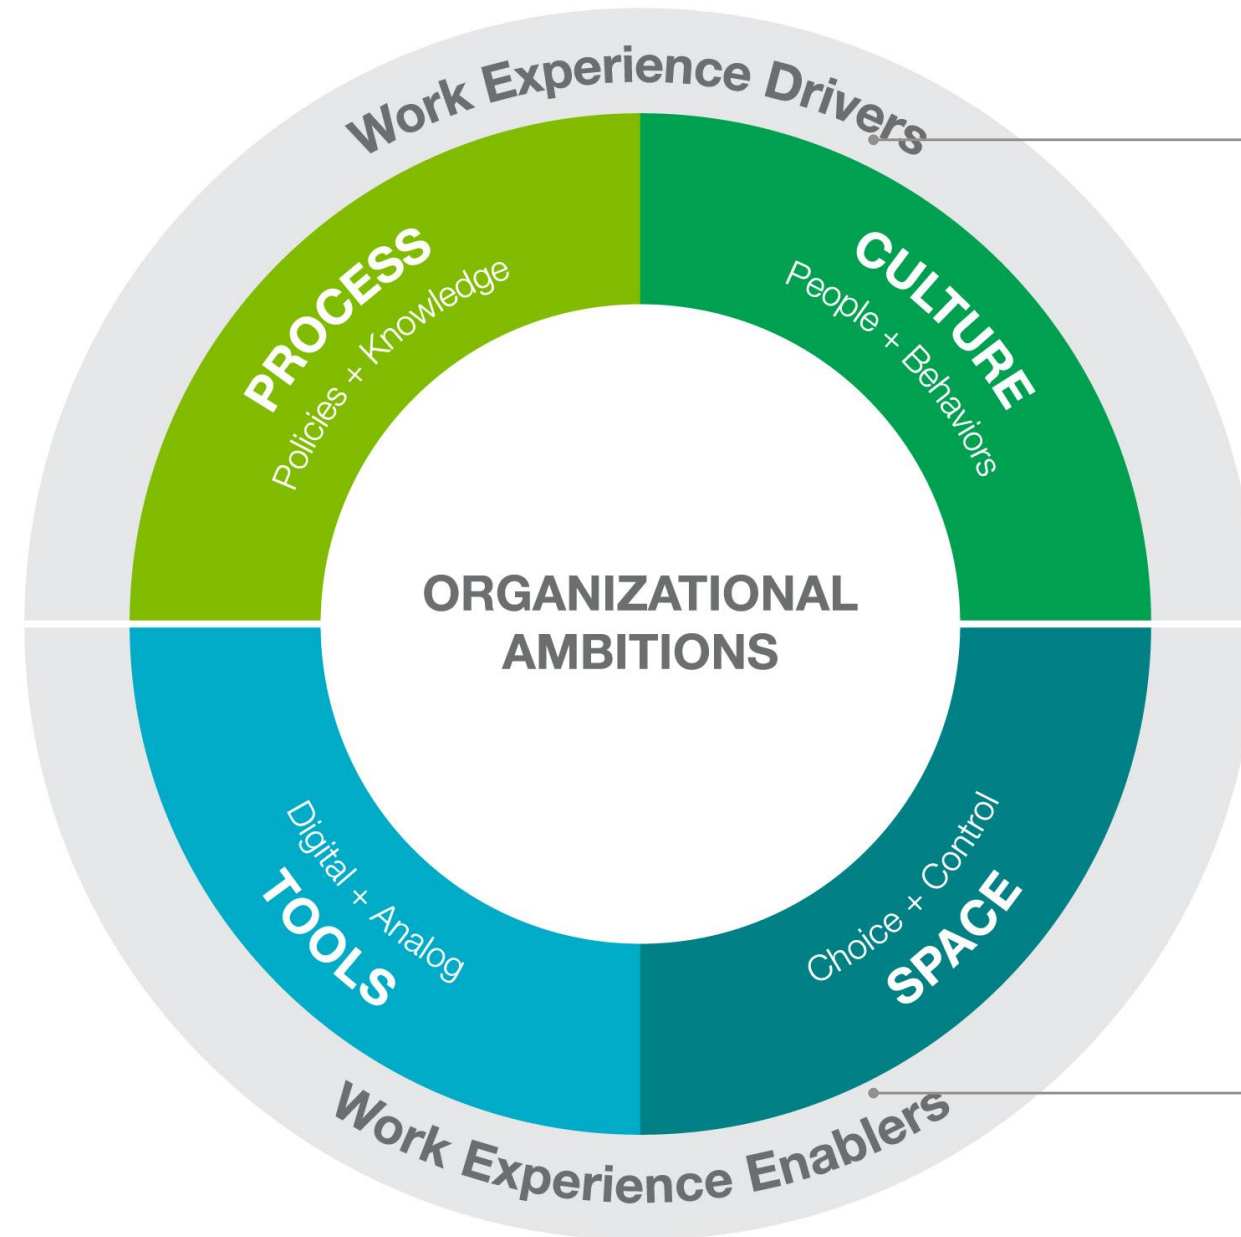 Work Experience Drivers
PROCESS
Policies + Knowledge
CULTURE
People + Behaviors
ORGANIZATIONAL
AMBITIONS
Digital + Analog
TOOLS
Choice + Control
SPACE
Work Experience Enablers